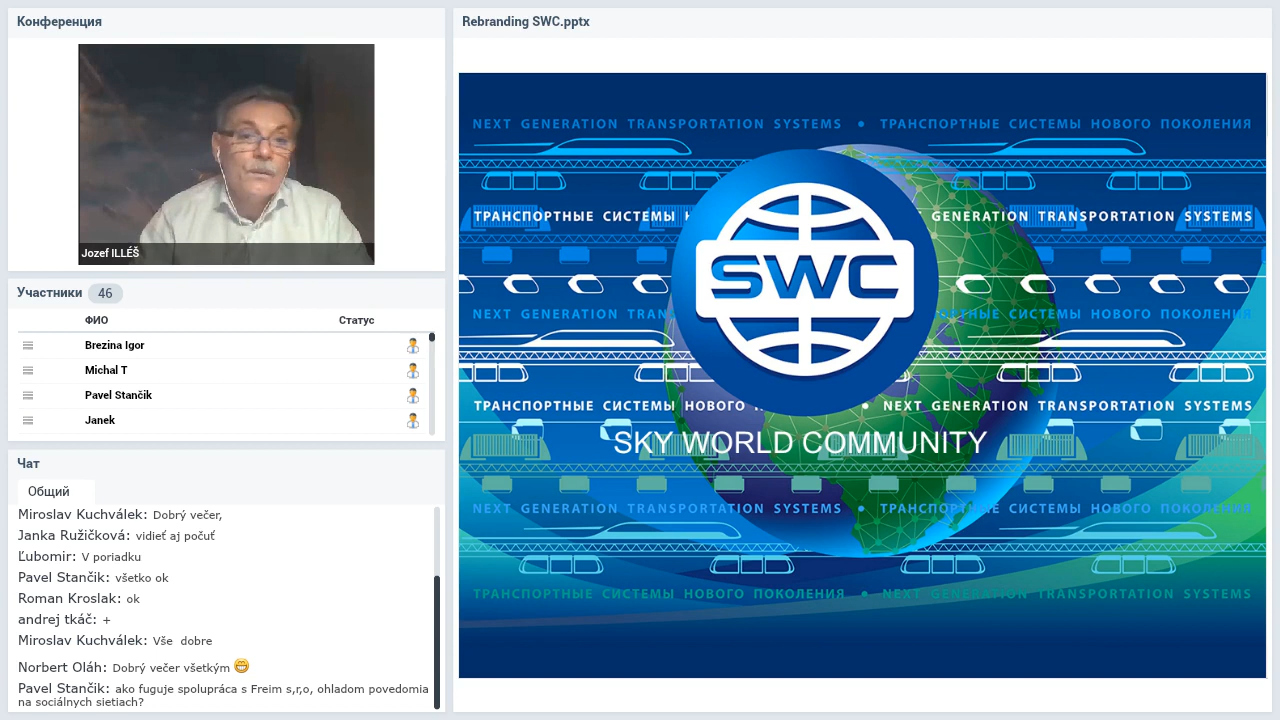 Конференция
Jozef ILLÉŠ
Участники 46
ФИО Статус
Brezina Igor
Michal T
Pavel Stančik
Janek
Чат
Общий
Miroslav Kuchválek: Dobrý večer,
Janka Ružičková: vidieť aj počuť
Ľubomir: V poriadku
Pavel Stančik: všetko ok
Roman Kroslak: ok
andrej tkáč: +
Miroslav Kuchválek: Vše dobre
Norbert Oláh: Dobrý večer všetkým
Pavel Stančik: ako fuguje spolupráca s Freim s,r,o, ohladom povedomia
na sociálnych sietiach?
Rebranding SWC.pptx
NEXT GENERATION TRANSPORTATION SYSTEMS • ТРАНСПОРТНЫЕ СИСТЕМЫ НОВОГО ПОКОЛЕНИЯ
ТРАНСПОРТНЫЕ СИСТЕМЫ GENERATION TRANSPORTATION SYSTEMS
SWC
NEXT GENERATION TRAN СИСТЕМЫ НОВОГО ПОКОЛЕНИЯ
ТРАНСПОРТНЫЕ СИСТЕМЫ НОВОГО • NEXT GENERATION TRANSPORTATION SYSTEMS
SKY WORLD COMMUNITY
NEXT GENERATION TRANSPORTATION SYSTEMS • ТРАНСПОРТНЫЕ СИСТЕМЫ НОВОГО ПОКОЛЕНИЯ
ТРАНСПОРТНЫЕ СИСТЕМЫ НОВОГО ПОКОЛЕНИЯ • NEXT GENERATION TRANSPORTATION SYSTEMS